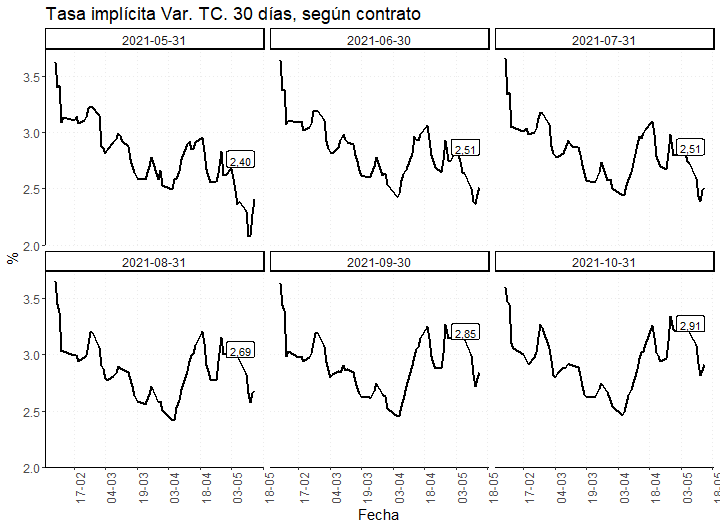 Tasa implícita Var. TC. 30 días, según contrato
2021-05-31 2021-06-30 2021-07-31
3.5
3.0
2.5
2.0
2.40 2.51 2.51
%
2021-08-31 2021-09-30 2021-10-31
3.5
3.0
2.5
2.0
2.69 2.85 2.91
17-02 04-03 19-03 03-04 18-04 03-05 18-05 17-02 04-03 19-03 03-04 18-04 03-05 18-05 17-02 04-03 19-03 03-04 18-04 03-05 18-05
Fecha